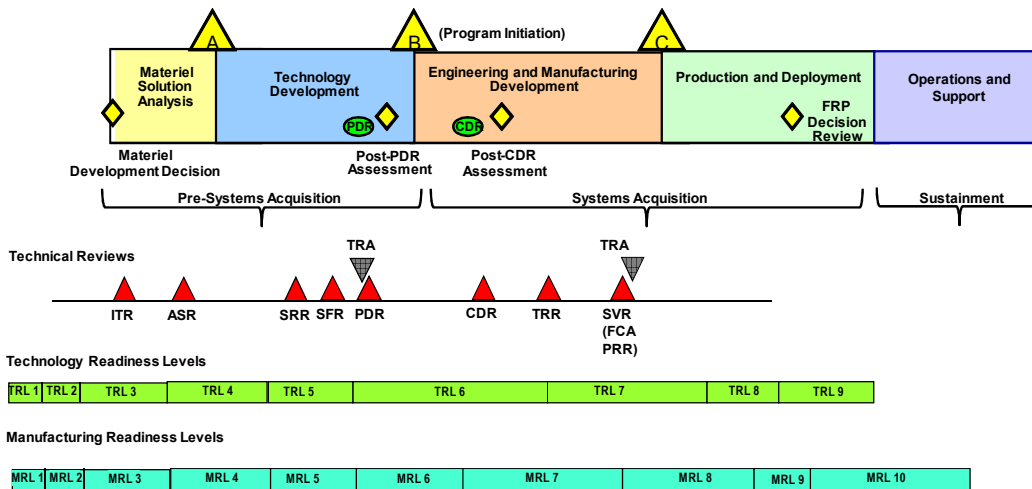 A
B
(Program Initiation)
C
Materiel
Solution
Analysis
Technology
Development
Engineering and Manufacturing
Development
Production and Deployment
Operations and
Support
PDR
CDR
FRP
Decision
Review
Materiel
Development Decision
Post-PDR
Assessment
Post-CDR
Assessment
Pre-Systems Acquisition
Systems Acquisition
Sustainment
Technical Reviews
TRA
TRA
ITR
ASR
SRR
SFR
PDR
CDR
TRR
SVR
(FCA
PRR)
Technology Readiness Levels
TRL 1
TRL 2
TRL 3
TRL 4
TRL 5
TRL 6
TRL 7
TRL 8
TRL 9
Manufacturing Readiness Levels
MRL 1
MRL 2
MRL 3
MRL 4
MRL 5
MRL 6
MRL 7
MRL 8
MRL 9
MRL 10